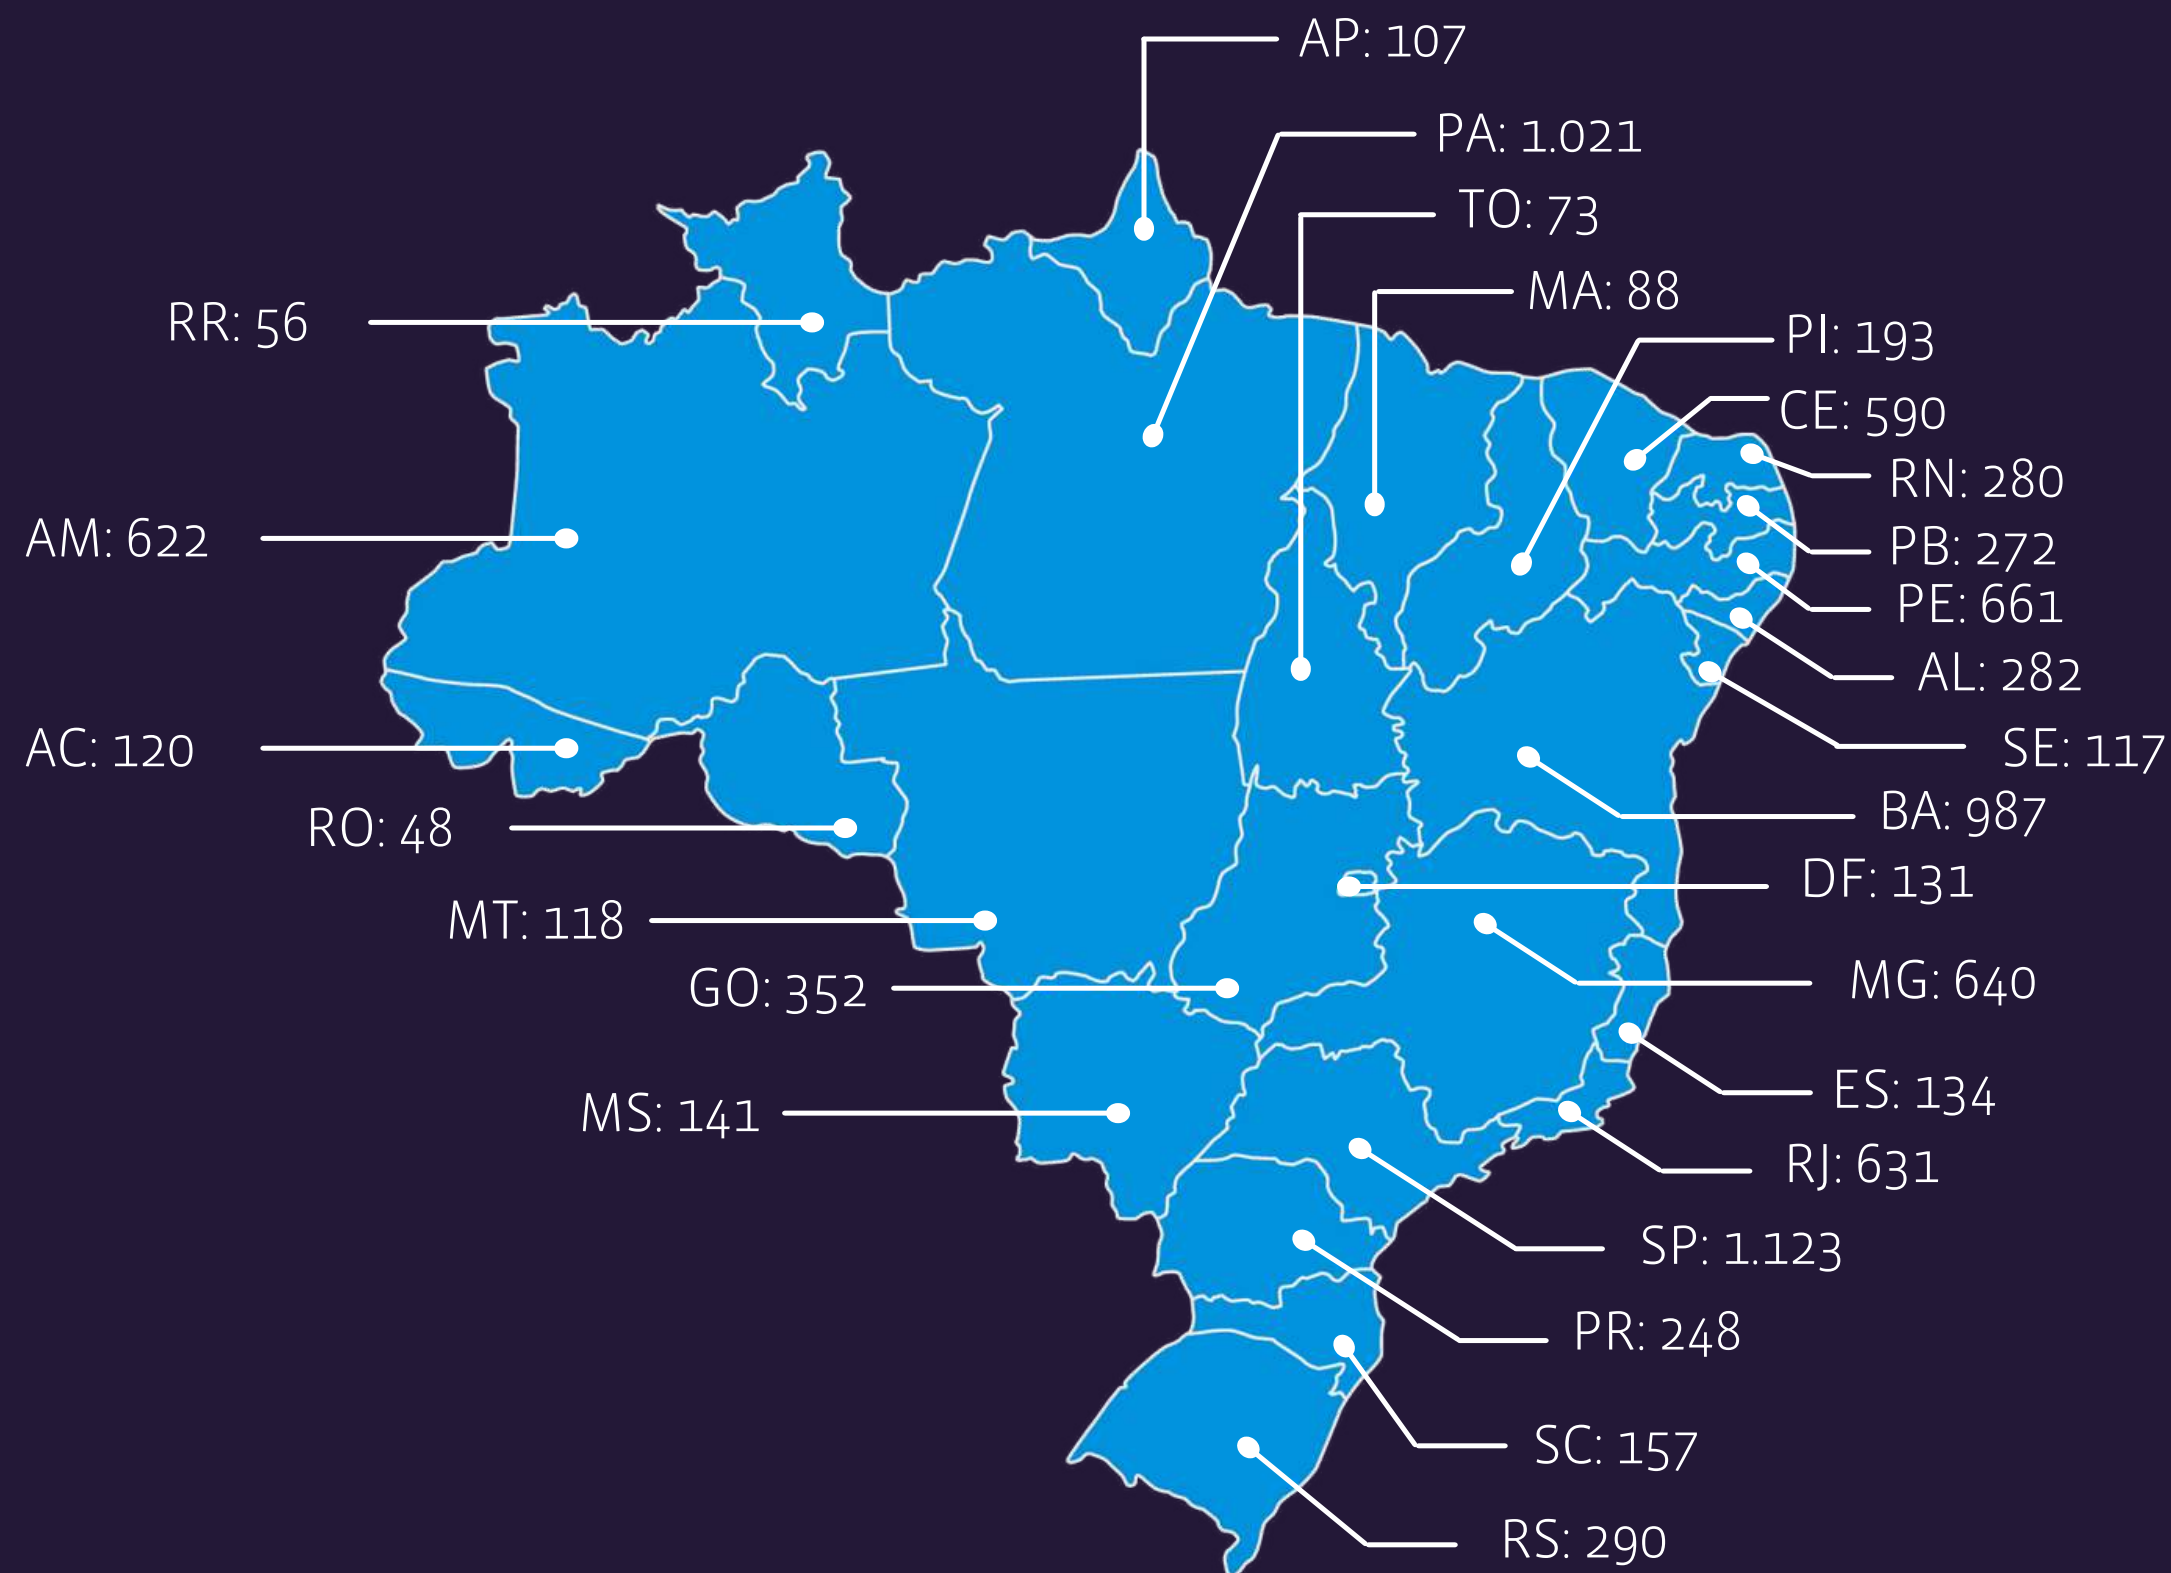 AP: 107
PA: 1.021
TO: 73
MA: 88
RR: 56
PI: 193
CE: 590
RN: 280
AM: 622
PB: 272
PE: 661
AL: 282
AC: 120
SE: 117
BA: 987
RO: 48
DF: 131
MT: 118
MG: 640
GO: 352
ES: 134
MS: 141
RJ: 631
SP: 1.123
PR: 248
SC: 157
RS: 290